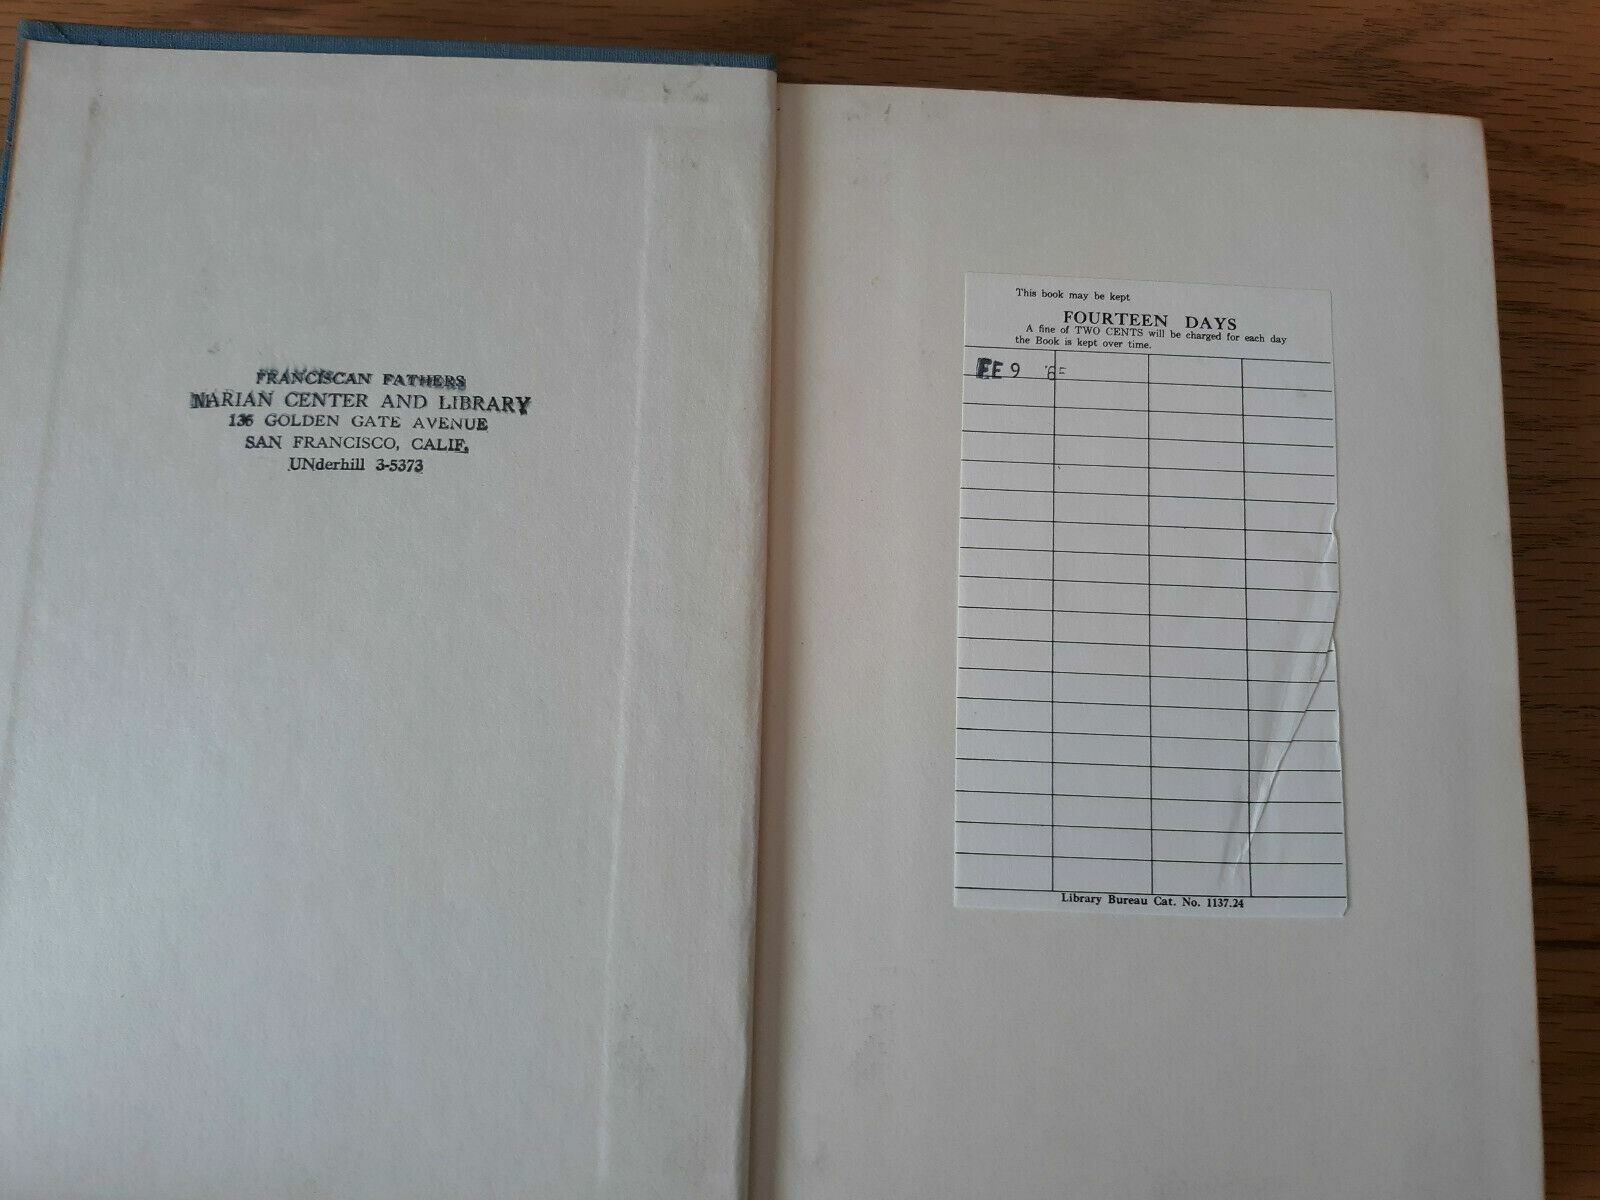 FRANCISCAN FATHERS
MARIAN CENTER AND LIBRARY
136 GOLDEN GATE AVENUE
SAN FRANCISCO, CALIF.
UNderhill 3-5373
This book may be kept
FOURTEEN DAYS
A fine of TWO CENTS will be charged for each day
the Book is kept over time.
FE 9
Library Bureau Cat. No. 1137.24